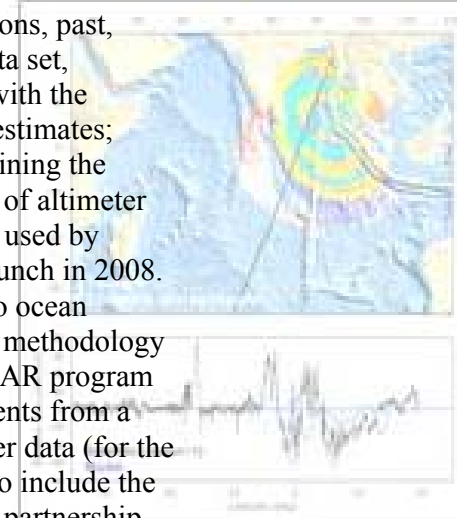 ons, past,
ta set,
with the
estimates;
ining the
of altimeter
used by
unch in 2008.
o ocean
methodology
AR program
ents from a
er data (for the
o include the
partnership